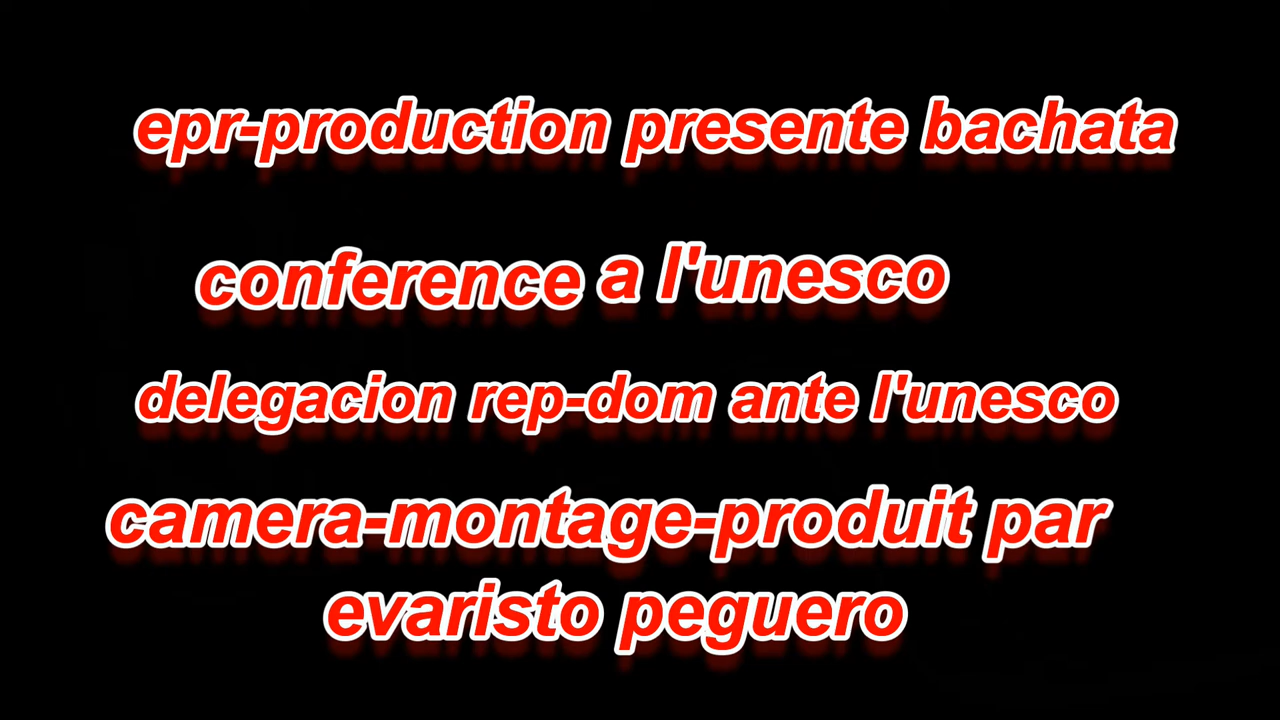 epr-production presente bachata
conference a l'unesco
delegacion rep-dom ante l'unesco
camera-montage-produit par
evaristo peguero